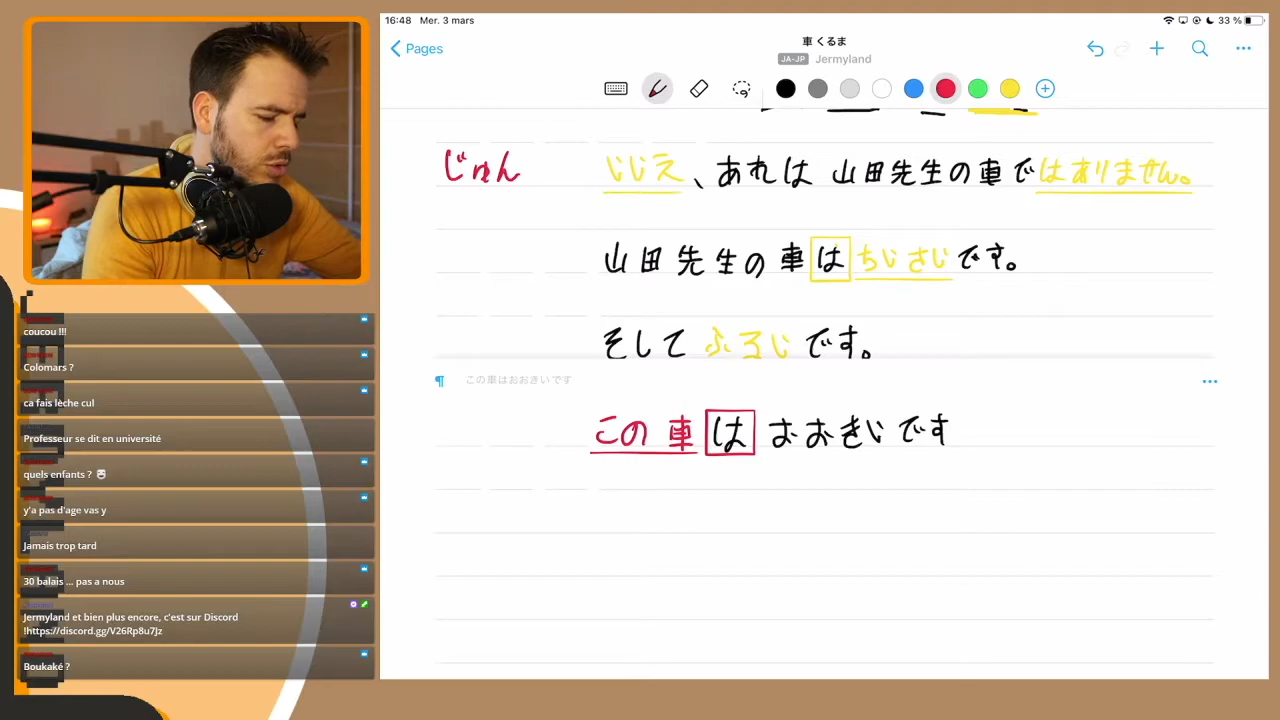 16:48 Mer. 3 mars
33 %
Pages
車 くるま
JA-JP Jermyland
じゅん
いいえ、あれは 山田先生の車ではありません。
山田先生の車はちいさいです。
そして ふるいです。
この車はおおきいです
この車はおおきいです
coucou !!!
Colomars ?
ca fais lèche cul
Professeur se dit en université
quels enfants ?
y'a pas d'age vas y
Jamais trop tard
30 balais ... pas a nous
Jermyland et bien plus encore, c'est sur Discord
!https://discord.gg/V26Rp8u7Jz
Boukaké ?